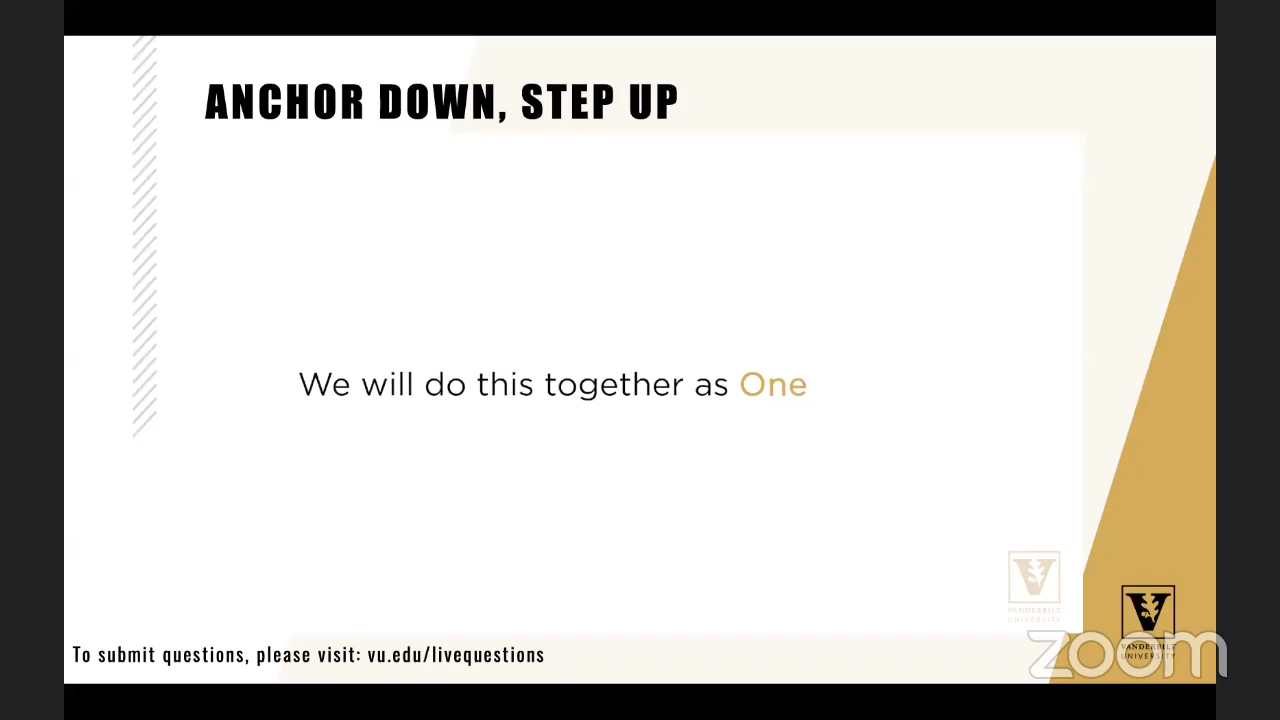 ANCHOR DOWN, STEP UP
We will do this together as One
VANDERBILT
UNIVERSITY
VANDERBILT
UNIVERSITY
zoom
To submit questions, please visit: vu.edu/livequestions